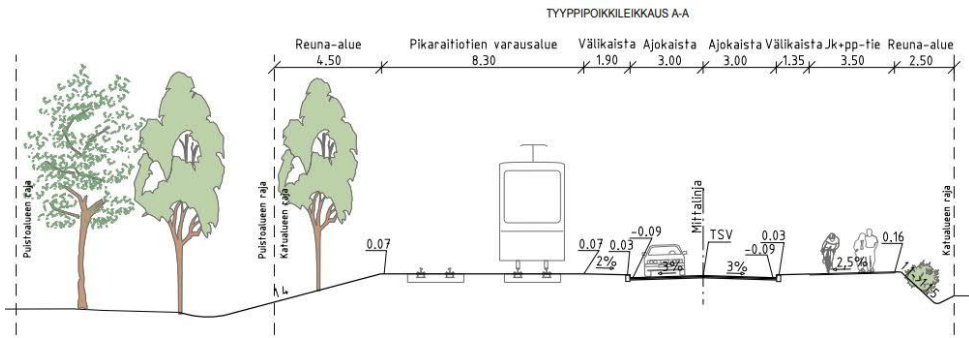 TYYPPIPOIKKILEIKKAUS A-A
Reuna-alue Pikaraitiotien varausalue Välikaista Ajokaista Ajokaista Välikaista Jk+pp-tie Reuna-alue
4.50 8.30 1.90 3.00 3.00 1.35 3.50 2.50
Puistoalueen raja
Puistoalueen raja
Katualueen raja
Mittalinja
Katualueen raja
-0.09 TSV 0.03
0.07 0.07 0.03 -0.09 0.16
2% 3% 3% 2,5%